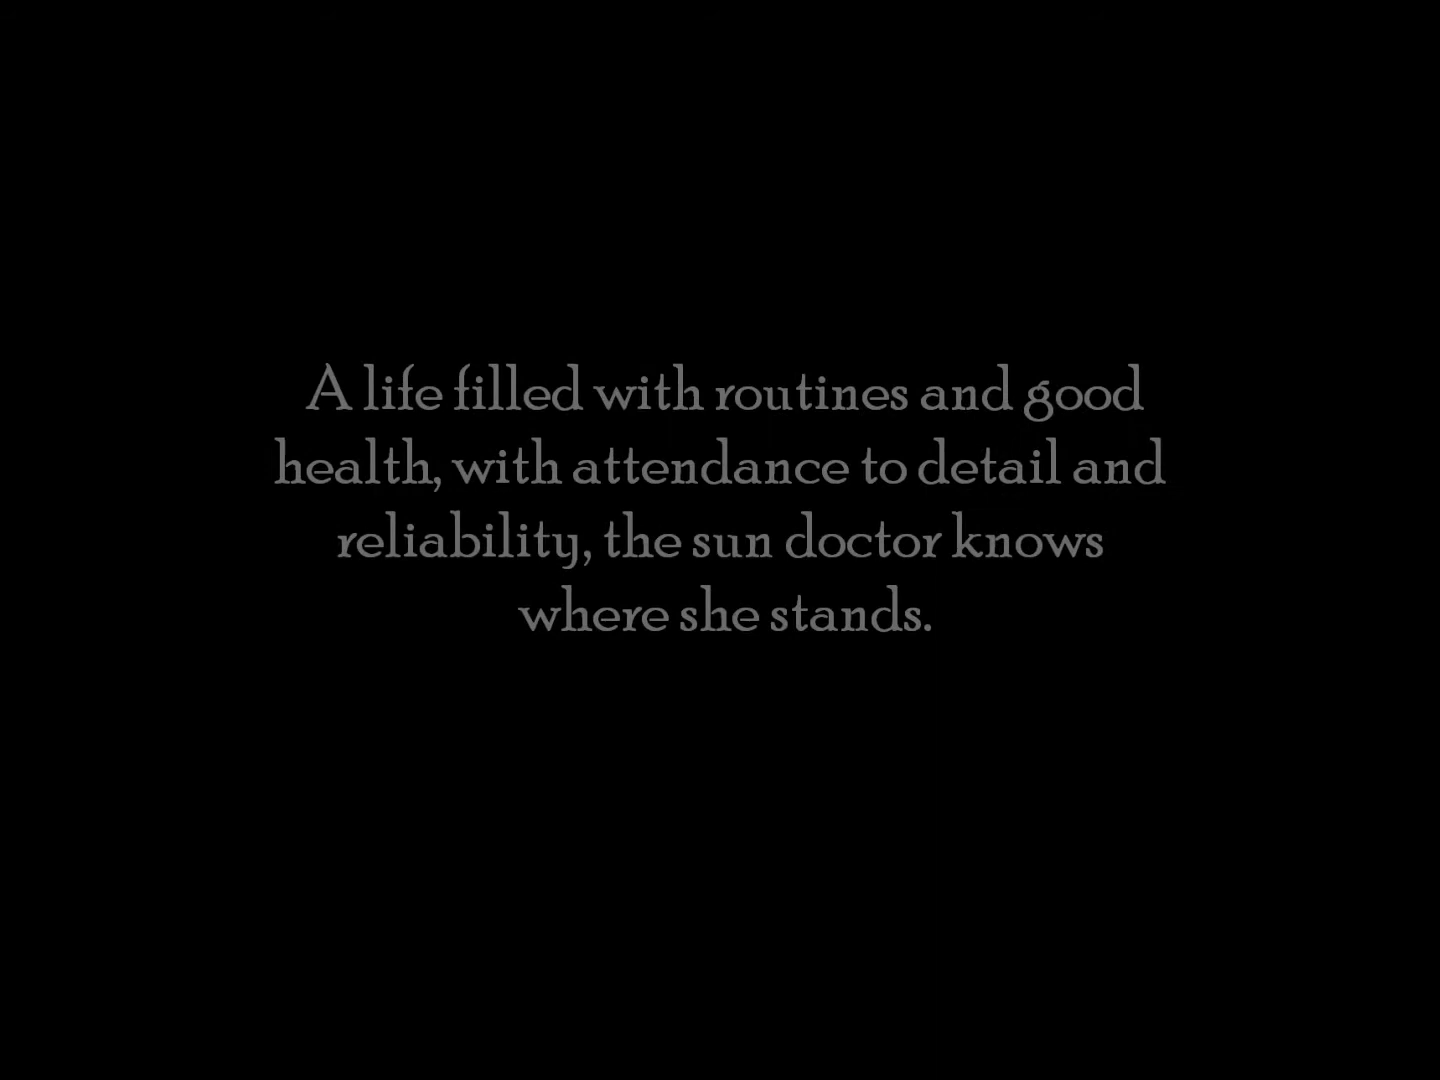 A life filled with routines and good
health, with attendance to detail and
reliability, the sun doctor knows
where she stands.